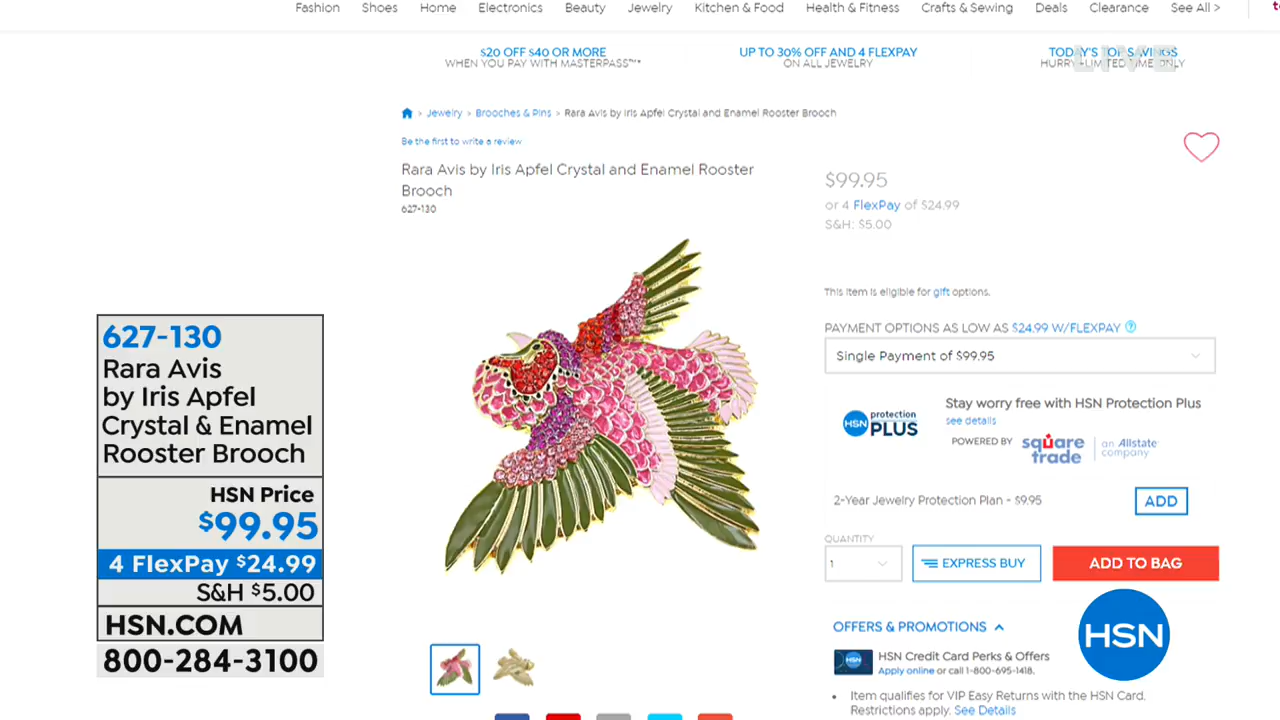 Fashion Shoes Home Electronics Beauty Jewelry Kitchen & Food Health & Fitness Crafts & Sewing Deals Clearance See All >
$20 OFF $40 OR MORE
WHEN YOU PAY WITH MASTERPASS™*
UP TO 30% OFF AND 4 FLEXPAY
ON ALL JEWELRY
TODAY'S TOP SAVINGS
HURRY - LIMITED TIME ONLY
LIVE
Jewelry > Brooches & Pins > Rara Avis by Iris Apfel Crystal and Enamel Rooster Brooch
Be the first to write a review
Rara Avis by Iris Apfel Crystal and Enamel Rooster
Brooch
627-130
$99.95
or 4 FlexPay of $24.99
S&H: $5.00
This item is eligible for gift options.
PAYMENT OPTIONS AS LOW AS $24.99 W/FLEXPAY ?
Single Payment of $99.95
HSN protection PLUS
Stay worry free with HSN Protection Plus
see details
POWERED BY square trade | an Allstate company
2-Year Jewelry Protection Plan - $9.95
ADD
QUANTITY
1
EXPRESS BUY
ADD TO BAG
OFFERS & PROMOTIONS
HSN
HSN Credit Card Perks & Offers
Apply online or call 1-800-695-1418.
• Item qualifies for VIP Easy Returns with the HSN Card.
Restrictions apply. See Details
HSN
627-130
Rara Avis
by Iris Apfel
Crystal & Enamel
Rooster Brooch
HSN Price
$99.95
4 FlexPay $24.99
S&H $5.00
HSN.COM
800-284-3100